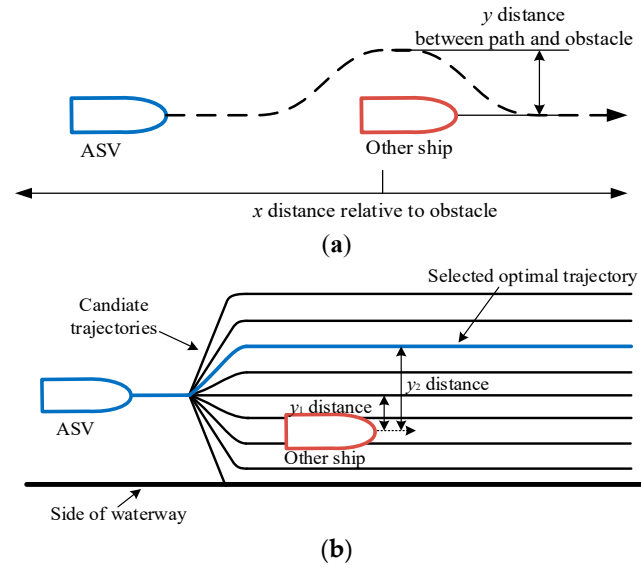 y distance
between path and obstacle
ASV
Other ship
x distance relative to obstacle
(a)
Selected optimal trajectory
Candiate
trajectories
y2 distance
y1 distance
ASV
Other ship
Side of waterway
(b)